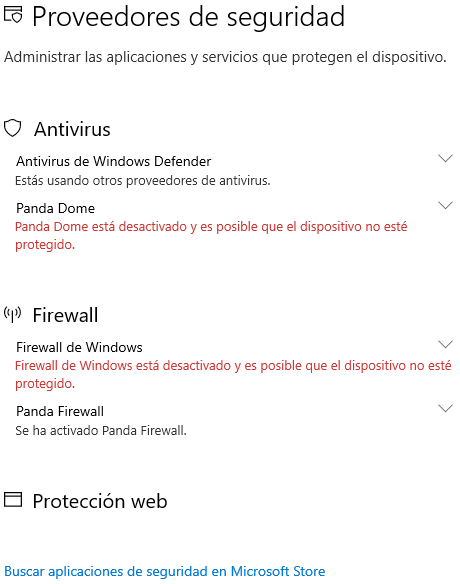 Proveedores de seguridad
Administrar las aplicaciones y servicios que protegen el dispositivo.
Antivirus
Antivirus de Windows Defender
Estás usando otros proveedores de antivirus.
Panda Dome
Panda Dome está desactivado y es posible que el dispositivo no esté
protegido.
Firewall
Firewall de Windows
Firewall de Windows está desactivado y es posible que el dispositivo no esté
protegido.
Panda Firewall
Se ha activado Panda Firewall.
Protección web
Buscar aplicaciones de seguridad en Microsoft Store